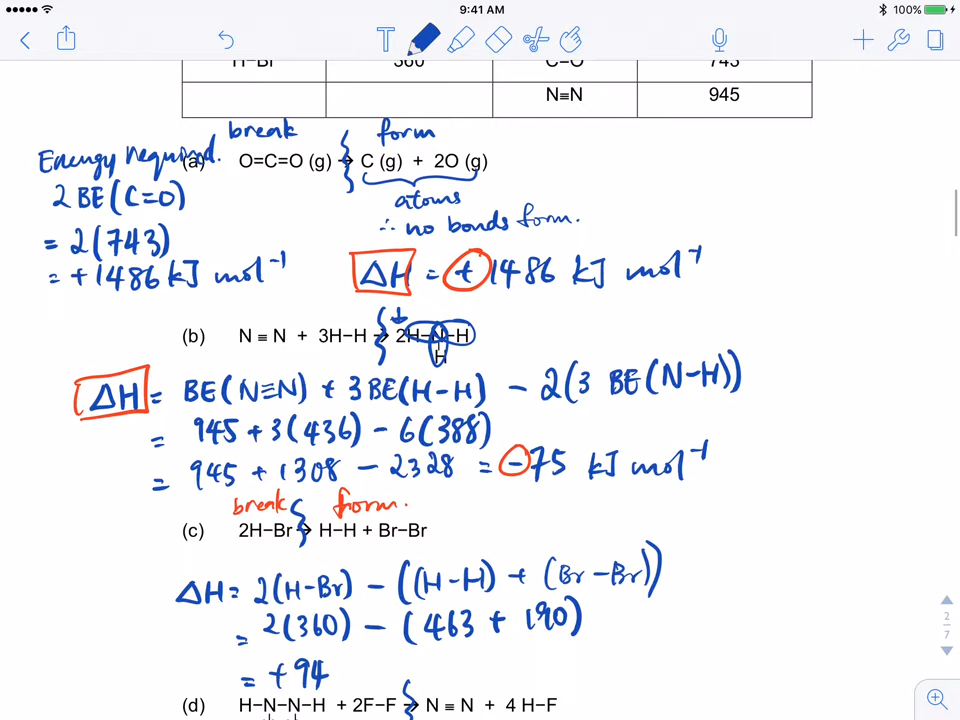 9:41 AM
100%
T
H−Br 360 C=O 743
N≡N 945
break form
Energy required.
(a) O=C=O (g) → C (g) + 2O (g)
2 BE (C=O)
atoms
∴ no bonds form.
= 2(743)
= +1486 kJ mol⁻¹
ΔH = + 1486 kJ mol⁻¹
(b) N ≡ N + 3H−H → 2H−N−H
H
ΔH = BE(N≡N) + 3 BE(H-H) − 2(3 BE(N-H))
= 945 + 3(436) − 6(388)
= 945 + 1308 − 2328 = −75 kJ mol⁻¹
break form.
(c) 2H−Br → H−H + Br−Br
ΔH = 2(H-Br) − ((H-H) + (Br-Br))
= 2(360) − (463 + 190)
= +94
2
7
(d) H−N−N−H + 2F−F → N ≡ N + 4 H−F